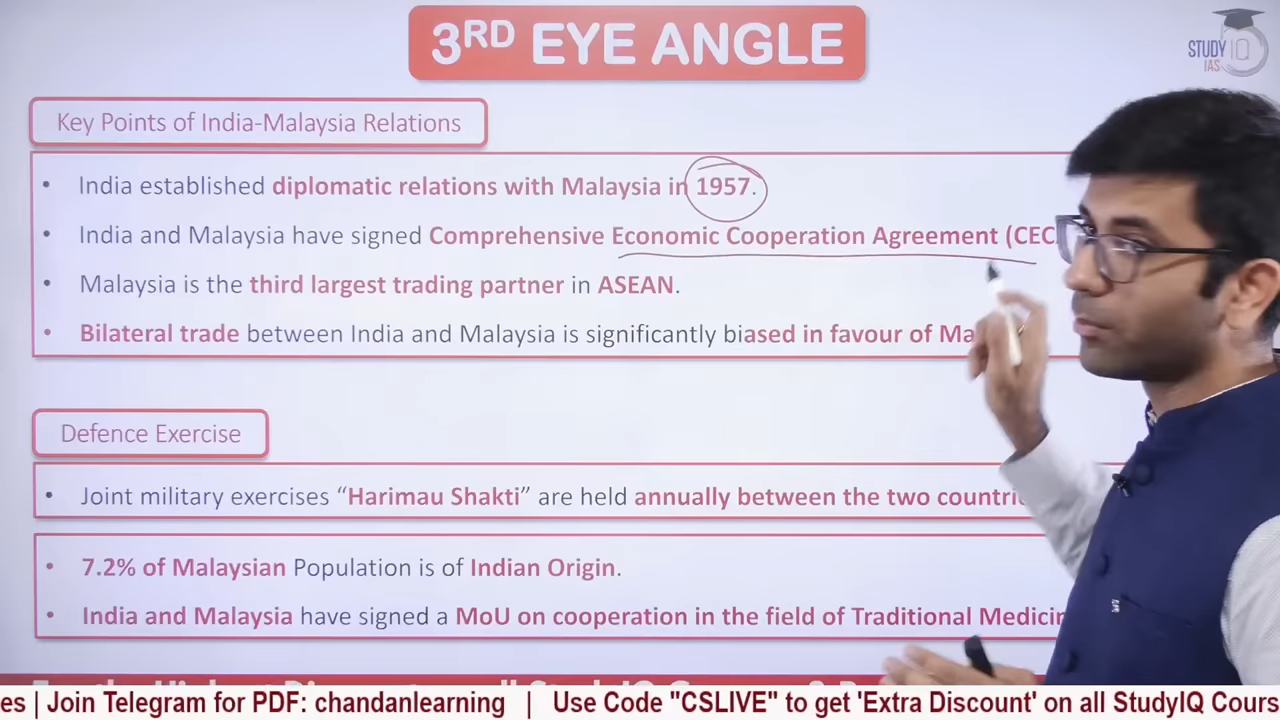 3RD EYE ANGLE
STUDY IQ
IAS
Key Points of India-Malaysia Relations
• India established diplomatic relations with Malaysia in 1957.
• India and Malaysia have signed Comprehensive Economic Cooperation Agreement (CEC
• Malaysia is the third largest trading partner in ASEAN.
• Bilateral trade between India and Malaysia is significantly biased in favour of Ma
Defence Exercise
• Joint military exercises “Harimau Shakti” are held annually between the two countri
• 7.2% of Malaysian Population is of Indian Origin.
• India and Malaysia have signed a MoU on cooperation in the field of Traditional Medicin
es | Join Telegram for PDF: chandanlearning | Use Code "CSLIVE" to get 'Extra Discount' on all StudyIQ Cours